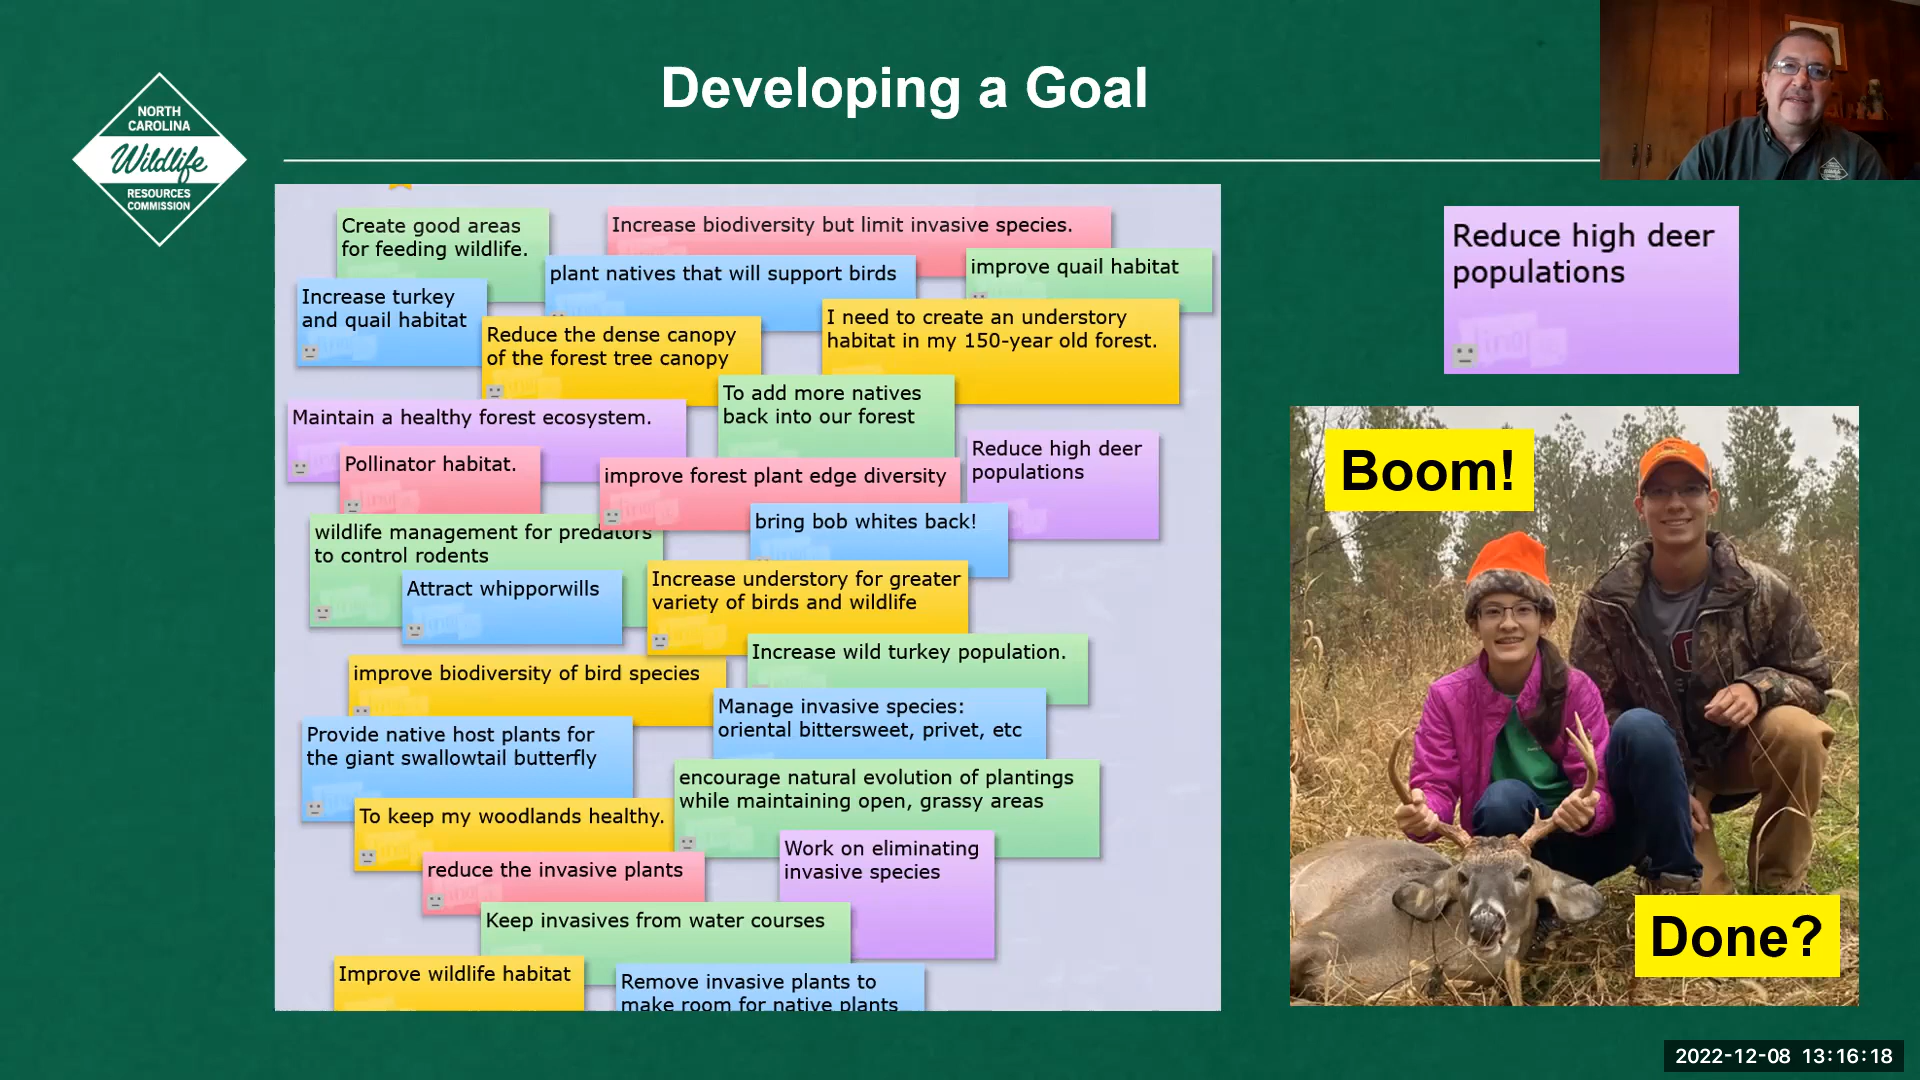 Developing a Goal
NORTH
CAROLINA
Wildlife
RESOURCES
COMMISSION
Create good areas
for feeding wildlife.
Increase biodiversity but limit invasive species.
plant natives that will support birds
improve quail habitat
Increase turkey
and quail habitat
Reduce the dense canopy
of the forest tree canopy
I need to create an understory
habitat in my 150-year old forest.
To add more natives
back into our forest
Maintain a healthy forest ecosystem.
Reduce high deer
populations
Pollinator habitat.
improve forest plant edge diversity
bring bob whites back!
wildlife management for predators
to control rodents
Attract whipporwills
Increase understory for greater
variety of birds and wildlife
Increase wild turkey population.
improve biodiversity of bird species
Manage invasive species:
oriental bittersweet, privet, etc
Provide native host plants for
the giant swallowtail butterfly
encourage natural evolution of plantings
while maintaining open, grassy areas
To keep my woodlands healthy.
Work on eliminating
invasive species
reduce the invasive plants
Keep invasives from water courses
Improve wildlife habitat
Remove invasive plants to
make room for native plants
Reduce high deer
populations
Boom!
Done?
2022-12-08 13:16:18